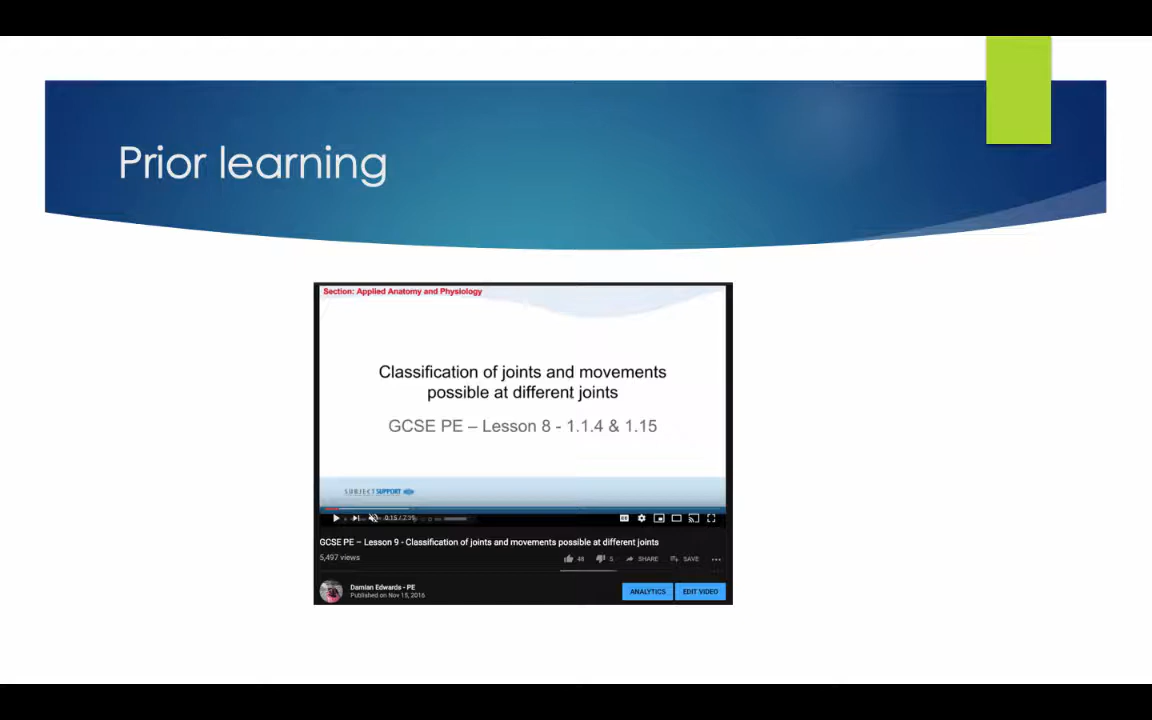 Prior learning
Section: Applied Anatomy and Physiology
Classification of joints and movements
possible at different joints
GCSE PE – Lesson 8 - 1.1.4 & 1.15
SUBJECT SUPPORT
GCSE PE – Lesson 9 - Classification of joints and movements possible at different joints
5,497 views
48
5
SHARE
SAVE
Damian Edwards - PE
Published on Nov 15, 2016
ANALYTICS
EDIT VIDEO